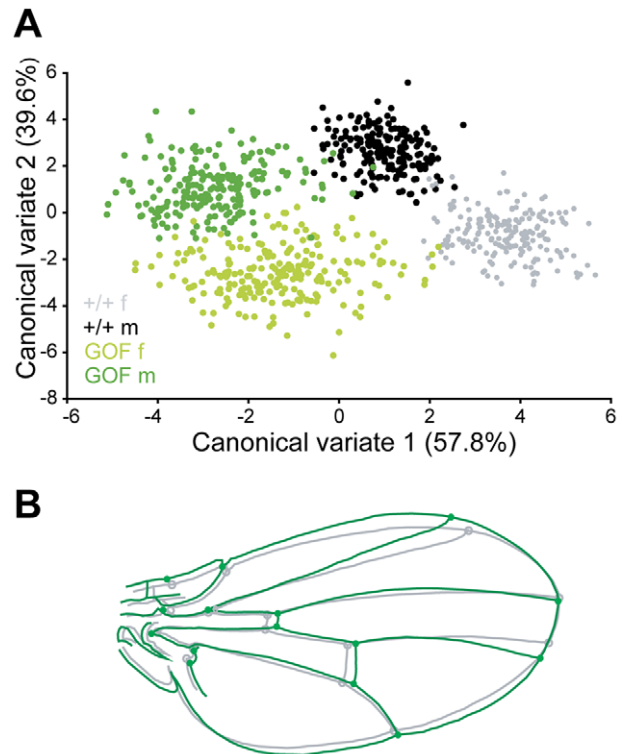 A
Canonical variate 2 (39.6%)
6
4
2
0
-2
-4
-6
-8
+/+ f
+/+ m
GOF f
GOF m
-6 -4 -2 0 2 4 6
Canonical variate 1 (57.8%)
B